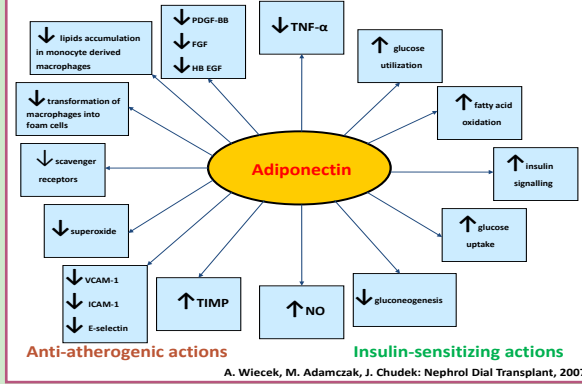 ↓ lipids accumulation
in monocyte derived
macrophages
↓ PDGF-BB
↓ FGF
↓ HB EGF
↓ TNF-α
↑ glucose
utilization
↓ transformation of
macrophages into
foam cells
↑ fatty acid
oxidation
↓ scavenger
receptors
Adiponectin
↑ insulin
signalling
↓ superoxide
↑ glucose
uptake
↓ VCAM-1
↓ ICAM-1
↓ E-selectin
↑ TIMP
↑ NO
↓ gluconeogenesis
Anti-atherogenic actions
Insulin-sensitizing actions
A. Wiecek, M. Adamczak, J. Chudek: Nephrol Dial Transplant, 2007